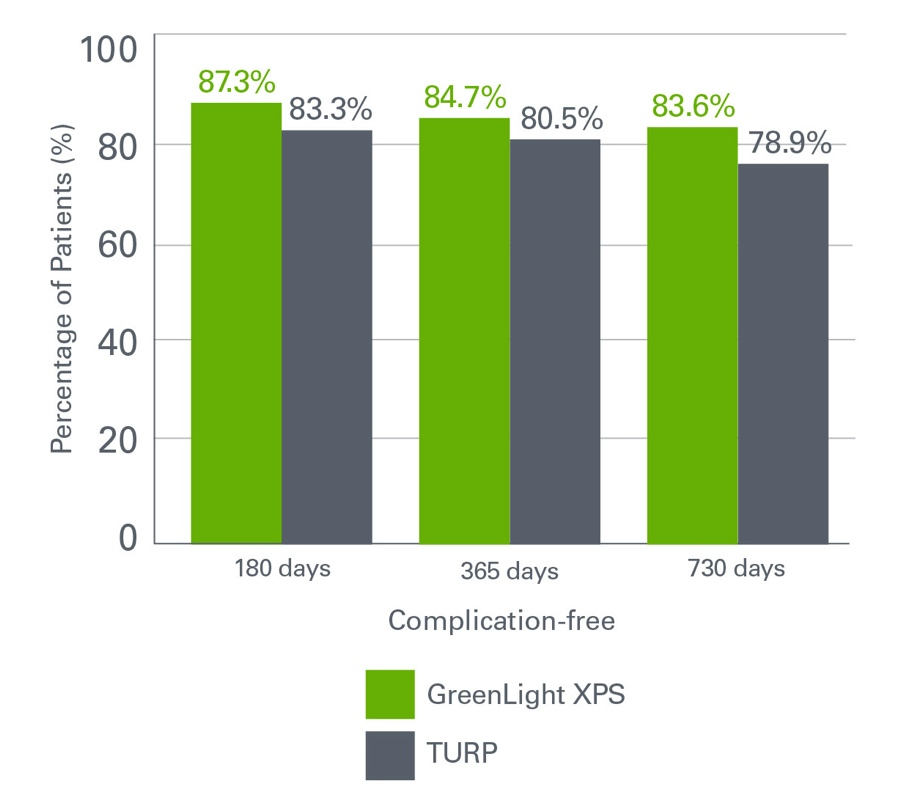 100
80
60
40
20
0
Percentage of Patients (%)
87.3%
83.3%
84.7%
80.5%
83.6%
78.9%
180 days
365 days
730 days
Complication-free
GreenLight XPS
TURP